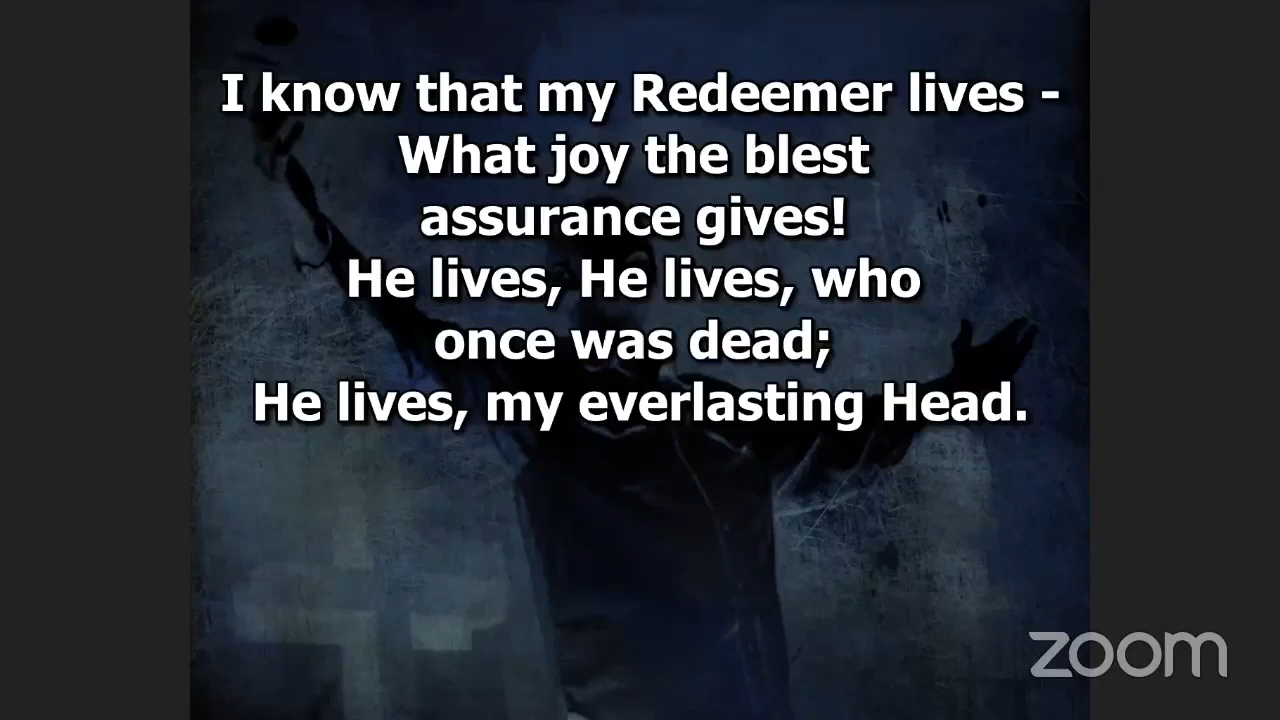 I know that my Redeemer lives -
What joy the blest
assurance gives!
He lives, He lives, who
once was dead;
He lives, my everlasting Head.
zoom